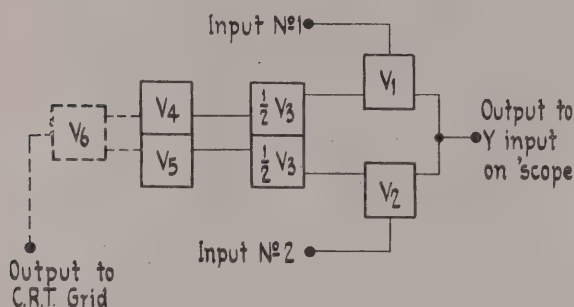 Input №1
V1
Output to
Y input
on 'scope
V4
½ V3
V6
V5
½ V3
V2
Input №2
Output to
C.R.T. Grid